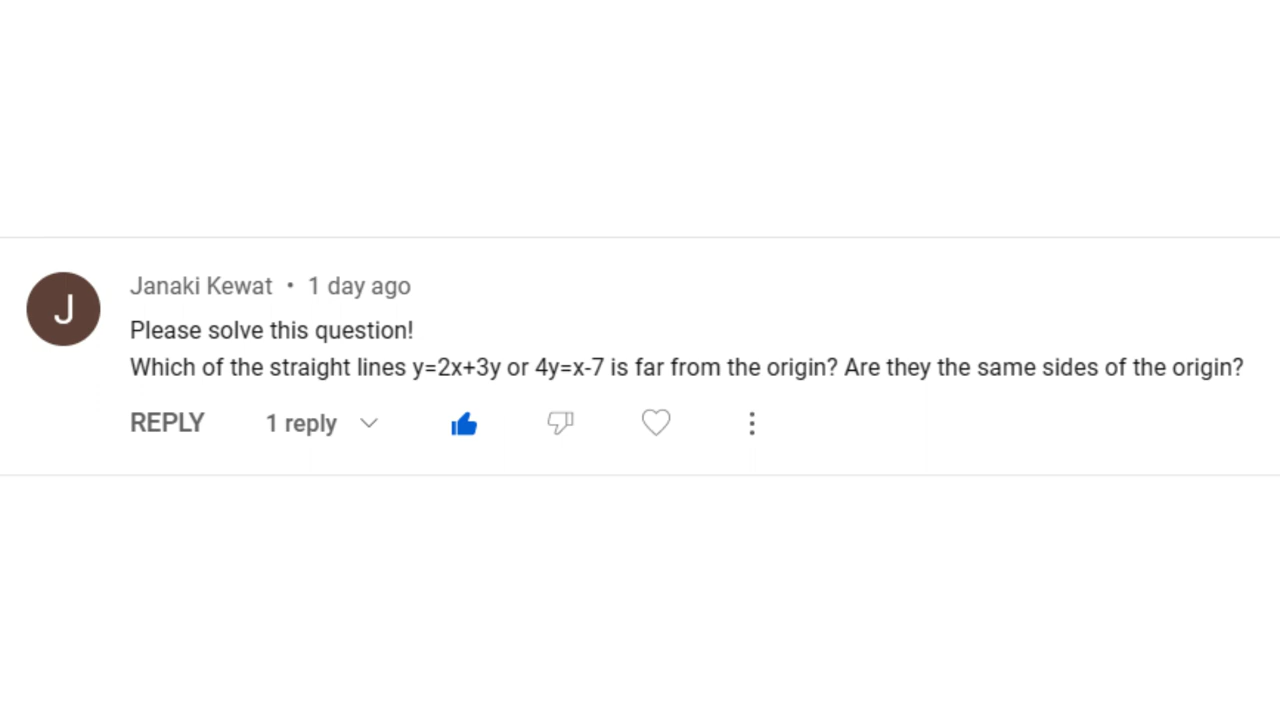 J
Janaki Kewat • 1 day ago
Please solve this question!
Which of the straight lines y=2x+3y or 4y=x-7 is far from the origin? Are they the same sides of the origin?
REPLY 1 reply